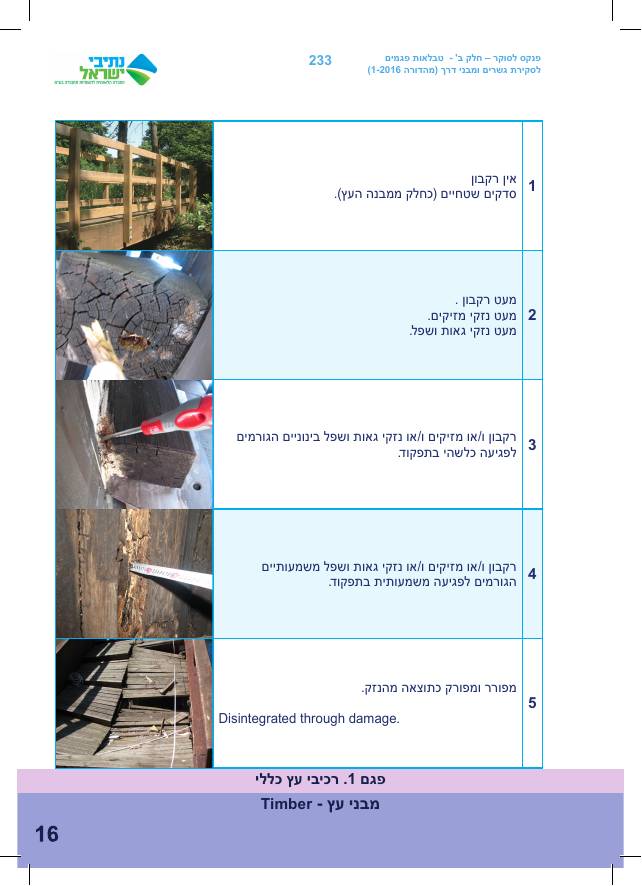 נתיבי
ישראל
233
פנקס לסוקר – חלק ב' - טבלאות פגמים
לסקירת גשרים ומבני דרך (מהדורה 1-2016)
1
אין רקבון
סדקים שטחיים (כחלק ממבנה העץ).
2
מעט רקבון .
מעט נזקי מזיקים.
מעט נזקי גאות ושפל.
3
רקבון ו/או מזיקים ו/או נזקי גאות ושפל בינוניים הגורמים
לפגיעה כלשהי בתפקוד.
4
רקבון ו/או מזיקים ו/או נזקי גאות ושפל משמעותיים
הגורמים לפגיעה משמעותית בתפקוד.
5
מפורר ומפורק כתוצאה מהנזק.
Disintegrated through damage.
פגם 1. רכיבי עץ כללי
מבני עץ - Timber
16